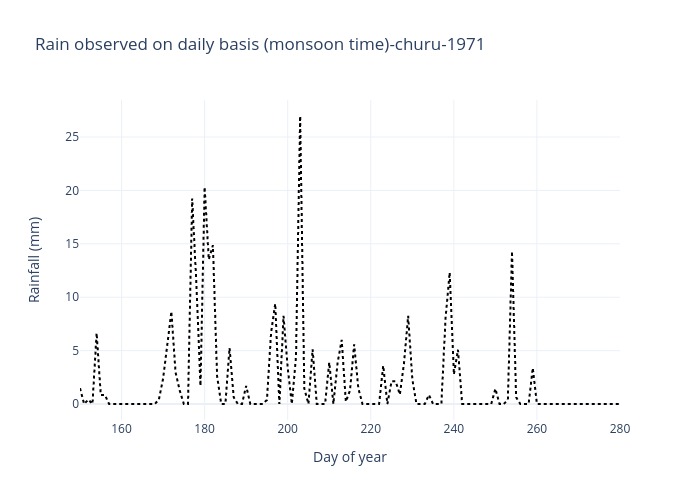 Rain observed on daily basis (monsoon time)-churu-1971
25
20
15
10
5
0
Rainfall (mm)
160 180 200 220 240 260 280
Day of year